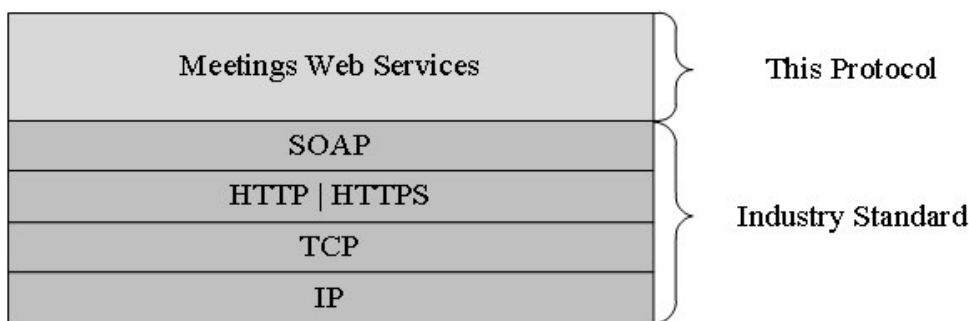 Meetings Web Services
This Protocol
SOAP
HTTP | HTTPS
TCP
IP
Industry Standard